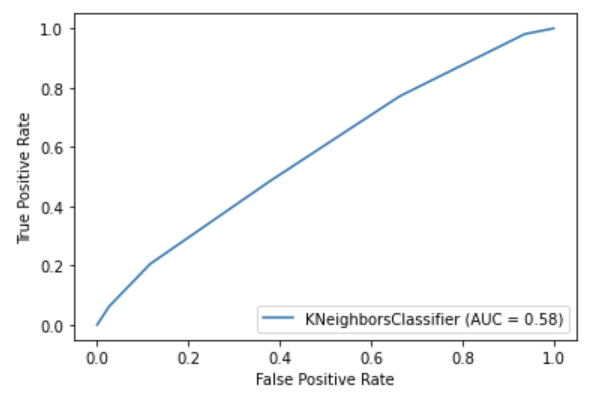 1.0
0.8
0.6
0.4
0.2
0.0
True Positive Rate
KNeighborsClassifier (AUC = 0.58)
0.0 0.2 0.4 0.6 0.8 1.0
False Positive Rate